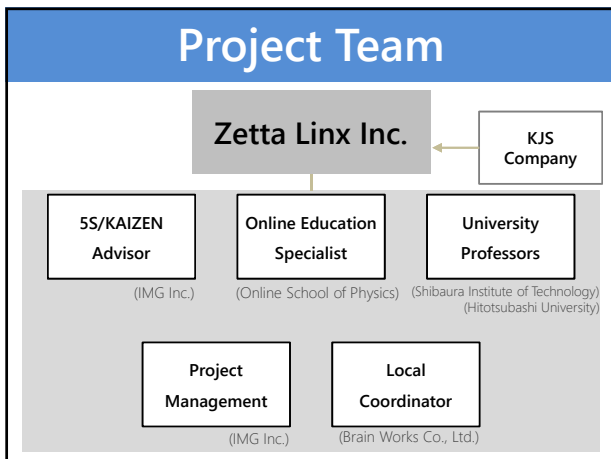 Project Team
Zetta Linx Inc.
KJS
Company
5S/KAIZEN
Advisor
(IMG Inc.)
Online Education
Specialist
(Online School of Physics)
University
Professors
(Shibaura Institute of Technology)
(Hitotsubashi University)
Project
Management
(IMG Inc.)
Local
Coordinator
(Brain Works Co., Ltd.)